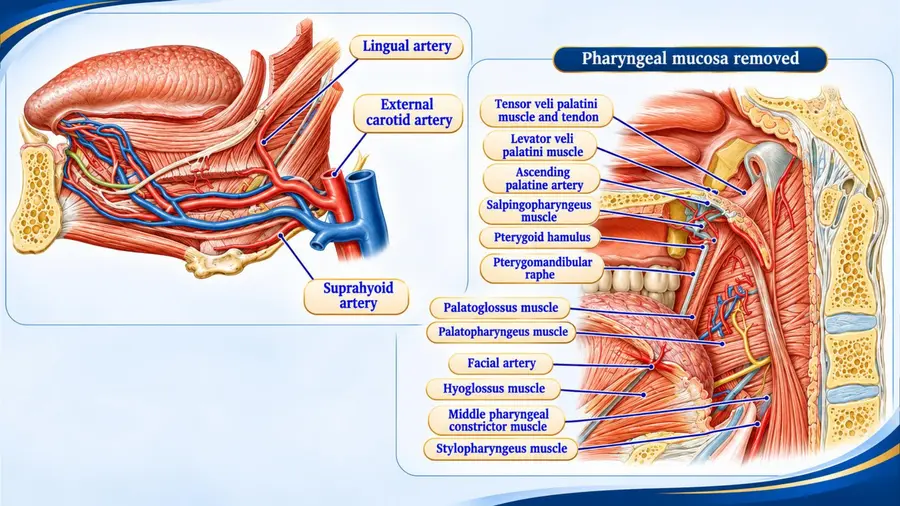 Lingual artery
External
carotid artery
Suprahyoid
artery
Pharyngeal mucosa removed
Tensor veli palatini
muscle and tendon
Levator veli
palatini muscle
Ascending
palatine artery
Salpingopharyngeus
muscle
Pterygoid hamulus
Pterygomandibular
raphe
Palatoglossus muscle
Palatopharyngeus muscle
Facial artery
Hyoglossus muscle
Middle pharyngeal
constrictor muscle
Stylopharyngeus muscle